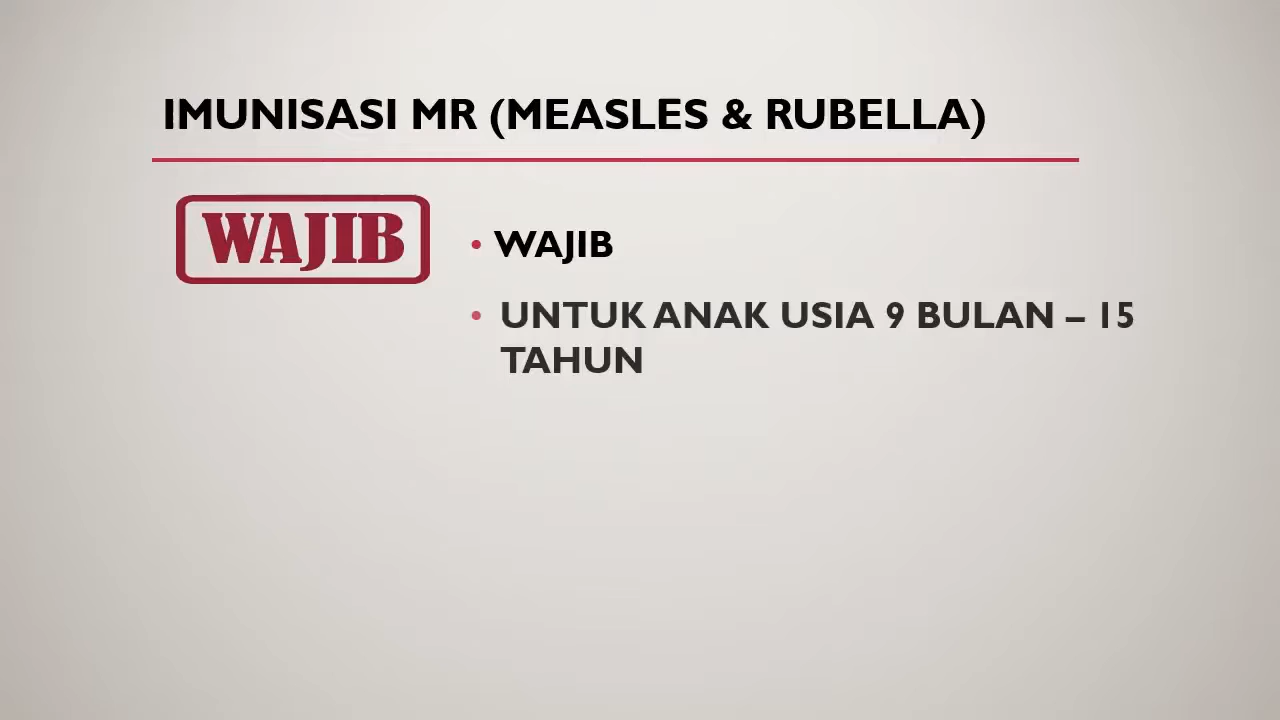 IMUNISASI MR (MEASLES & RUBELLA)
WAJIB
• WAJIB
• UNTUK ANAK USIA 9 BULAN – 15
TAHUN